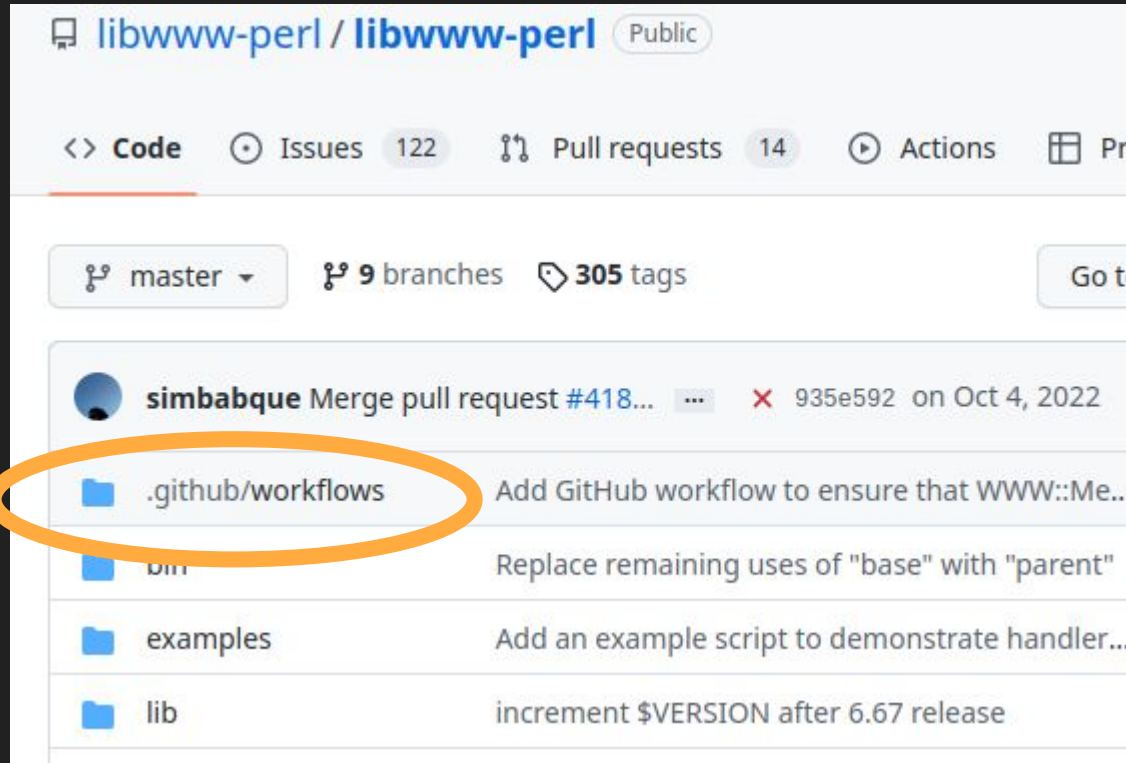 libwww-perl / libwww-perl Public
Code Issues 122 Pull requests 14 Actions Pr
master 9 branches 305 tags Go t
simbabque Merge pull request #418... ... 935e592 on Oct 4, 2022
.github/workflows Add GitHub workflow to ensure that WWW::Me...
bin Replace remaining uses of "base" with "parent"
examples Add an example script to demonstrate handler...
lib increment $VERSION after 6.67 release